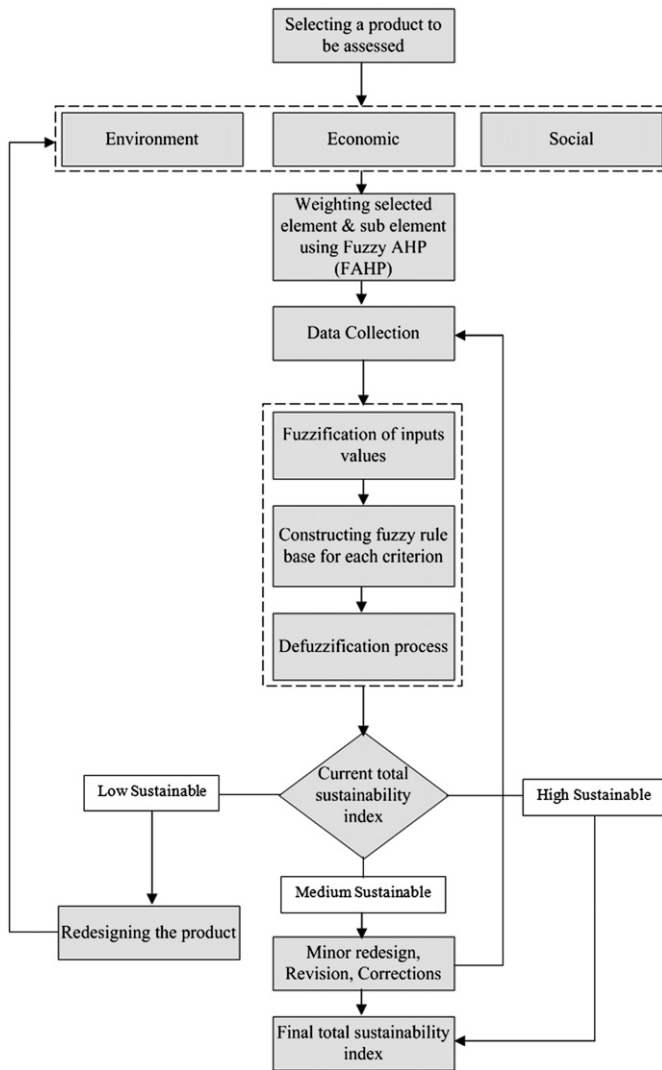 Selecting a product to
be assessed
Environment
Economic
Social
Weighting selected
element & sub element
using Fuzzy AHP
(FAHP)
Data Collection
Fuzzification of inputs
values
Constructing fuzzy rule
base for each criterion
Defuzzification process
Current total
sustainability
index
Low Sustainable
High Sustainable
Medium Sustainable
Redesigning the product
Minor redesign,
Revision, Corrections
Final total sustainability
index